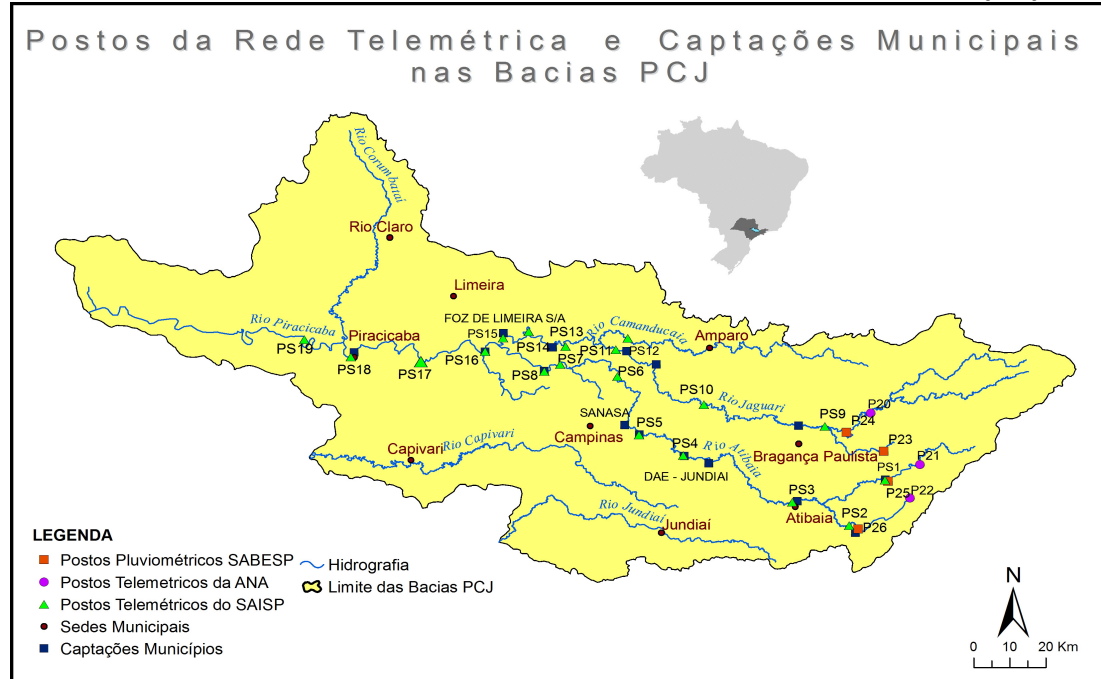 Postos da Rede Telemétrica e Captações Municipais
nas Bacias PCJ
Rio Corumbataí
Rio Claro
Limeira
FOZ DE LIMEIRA S/A
Rio Camanducaia
Amparo
Rio Piracicaba
Piracicaba
PS15
PS13
PS14
PS11
PS12
PS19
PS18
PS17
PS16
PS8
PS7
PS6
PS10
Rio Jaguari
P20
PS9
P24
SANASA
PS5
Campinas
Rio Capivari
Capivari
PS4
Rio Atibaia
Bragança Paulista
P23
P21
DAE - JUNDIAI
PS1
P25
P22
PS3
Atibaia
PS2
P26
Rio Jundiaí
Jundiaí
LEGENDA
Postos Pluviométricos SABESP
Postos Telemetricos da ANA
Postos Telemétricos do SAISP
Sedes Municipais
Captações Municípios
Hidrografia
Limite das Bacias PCJ
N
0 10 20 Km